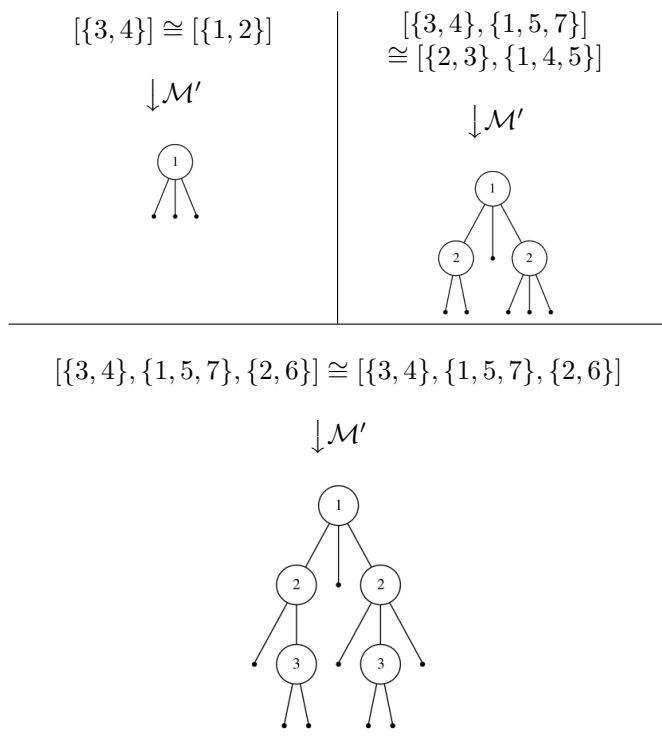 [{3, 4}] ≅ [{1, 2}]
↓ℳ′
1
[{3, 4}, {1, 5, 7}]
≅ [{2, 3}, {1, 4, 5}]
↓ℳ′
1
2 2
[{3, 4}, {1, 5, 7}, {2, 6}] ≅ [{3, 4}, {1, 5, 7}, {2, 6}]
↓ℳ′
1
2 2
3 3